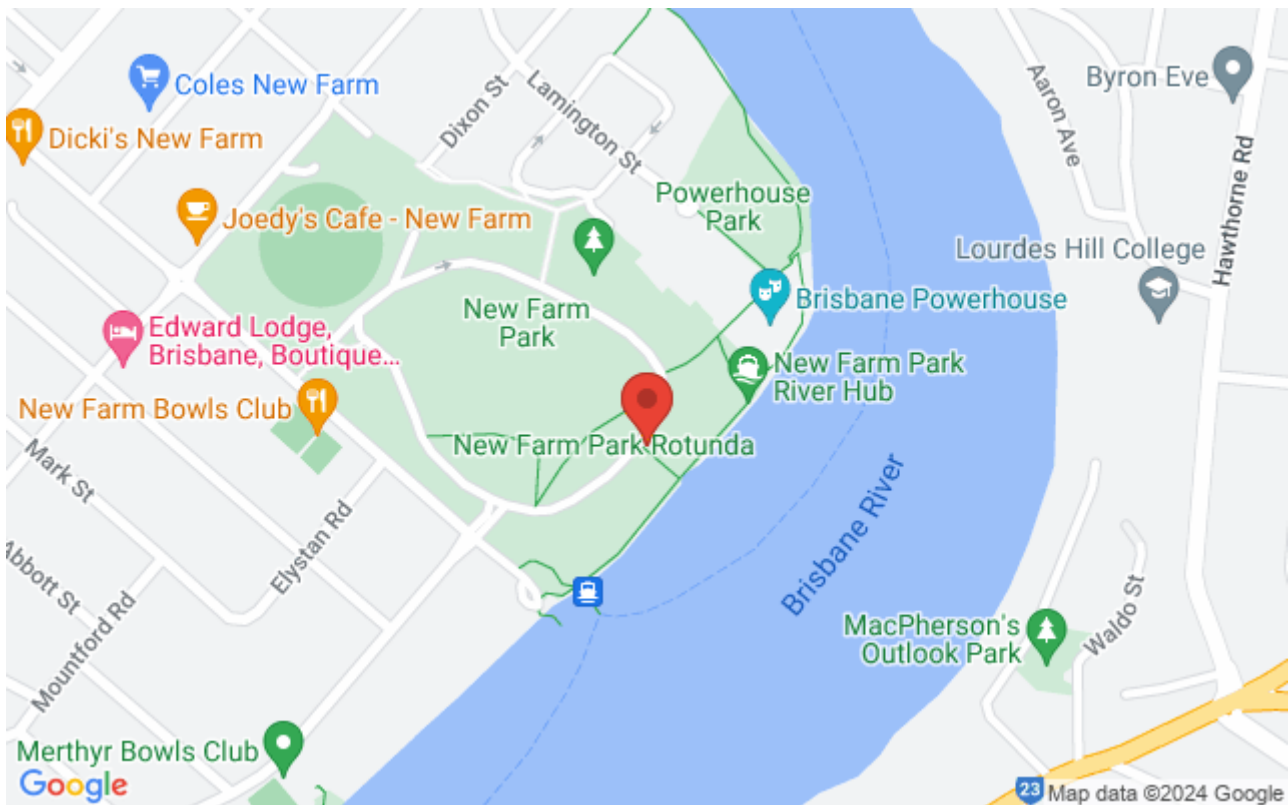 Coles New Farm
Dicki's New Farm
Dixon St
Lamington St
Aaron Ave
Byron Eve
Hawthorne Rd
Powerhouse
Park
Joedy's Cafe - New Farm
Lourdes Hill College
Brisbane Powerhouse
New Farm
Park
Edward Lodge,
Brisbane, Boutique...
New Farm Park
River Hub
New Farm Bowls Club
New Farm Park Rotunda
Mark St
Elystan Rd
Abbott St
Mountford Rd
Brisbane River
Waldo St
MacPherson's
Outlook Park
Merthyr Bowls Club
Google
23
Map data ©2024 Google